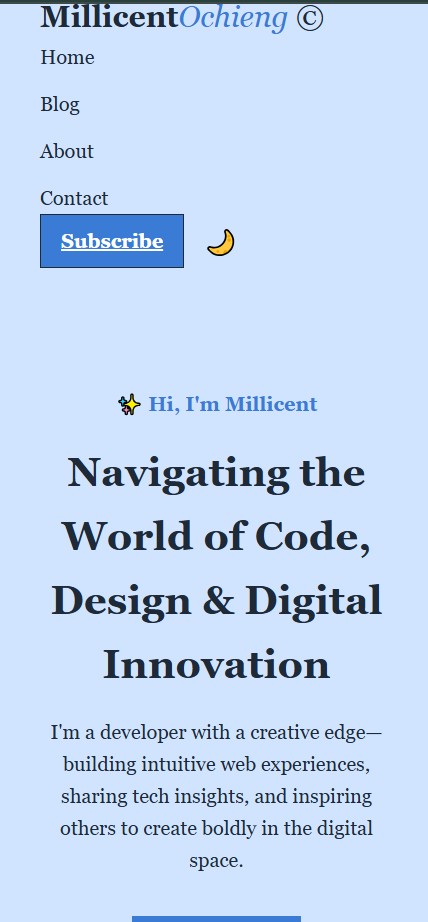 MillicentOchieng ©
Home
Blog
About
Contact
Subscribe
Hi, I'm Millicent
Navigating the
World of Code,
Design & Digital
Innovation
I'm a developer with a creative edge—
building intuitive web experiences,
sharing tech insights, and inspiring
others to create boldly in the digital
space.